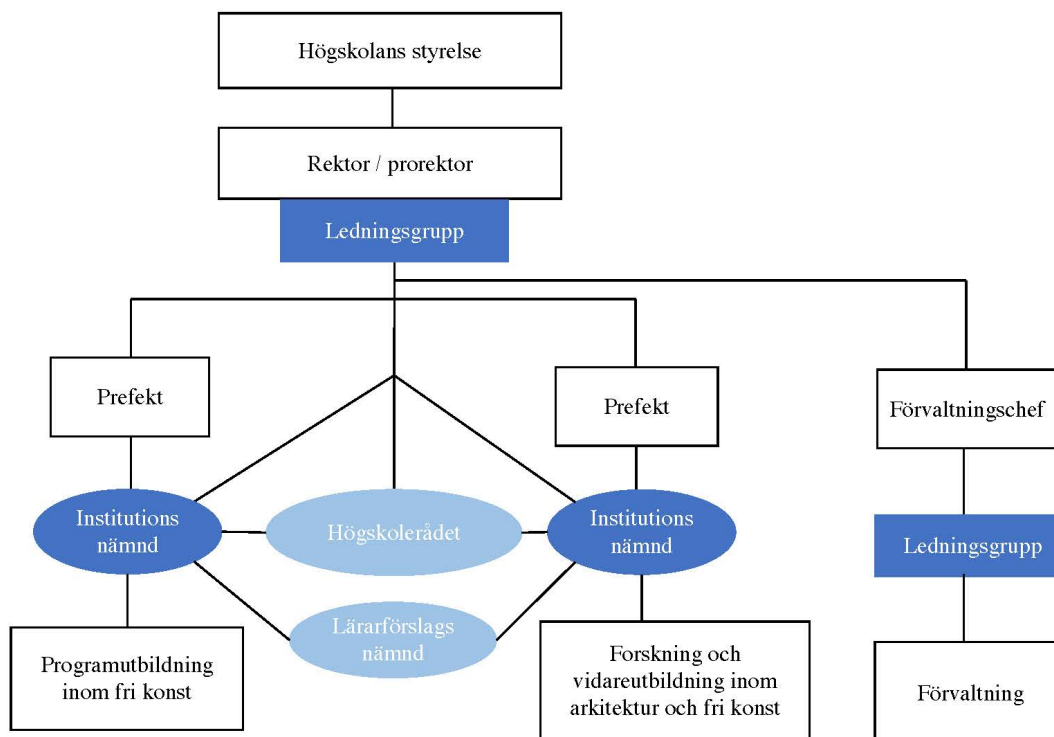 Högskolans styrelse
Rektor / prorektor
Ledningsgrupp
Prefekt
Prefekt
Förvaltningschef
Institutions
nämnd
Högskolerådet
Institutions
nämnd
Ledningsgrupp
Lärarförslags
nämnd
Programutbildning
inom fri konst
Forskning och
vidareutbildning inom
arkitektur och fri konst
Förvaltning